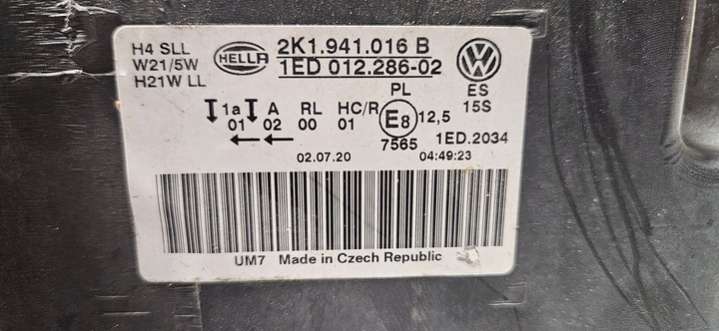 H4 SLL
W21/5W
H21W LL
HELLA
2K1.941.016 B
1ED 012.286-02
VW
PL
ES
15S
1a A RL HC/R E8 12,5
01 02 00 01
7565 1ED.2034
02.07.20 04:49:23
UM7 Made in Czech Republic